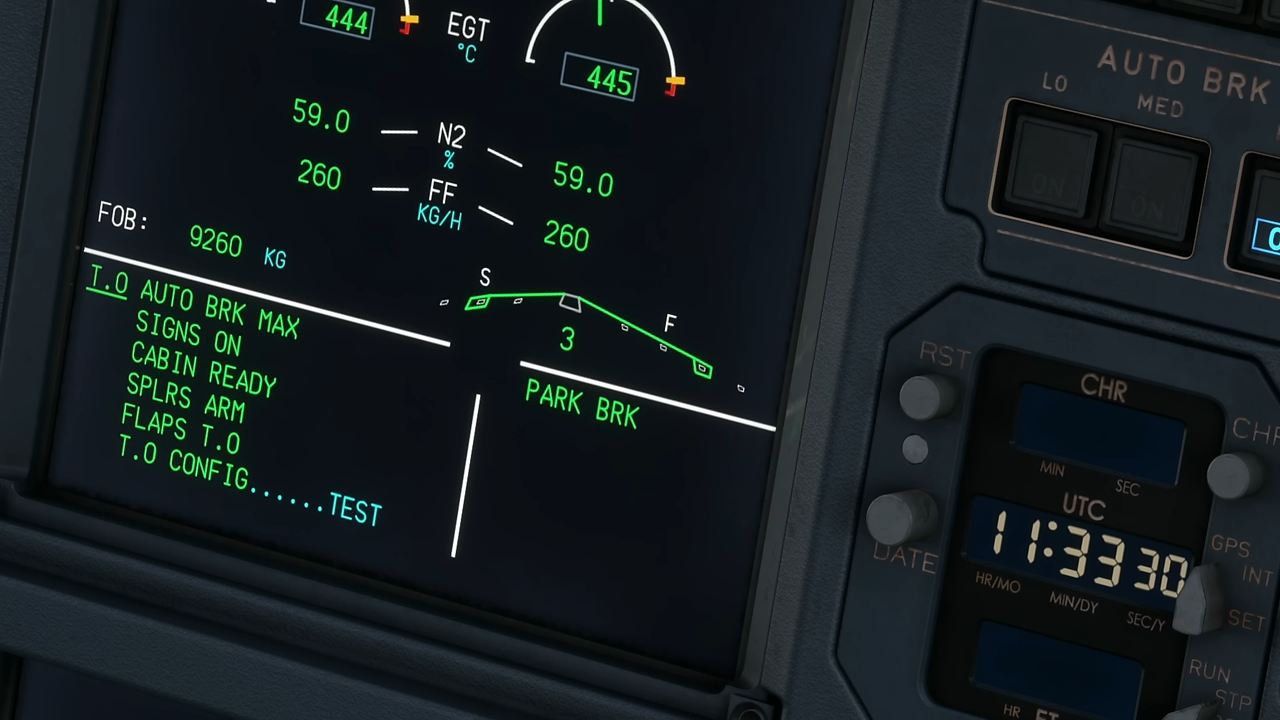 444
EGT
°C
445
59.0 N2 59.0
%
260 FF 260
KG/H
FOB: 9260 KG
S
F
3
T.O AUTO BRK MAX
SIGNS ON
CABIN READY
SPLRS ARM
FLAPS T.O
T.O CONFIG......TEST
PARK BRK
AUTO BRK
LO
MED
ON
ON
RST
CHR
MIN SEC
UTC
11:33 30
HR/MO MIN/DY SEC/Y
DATE
GPS
INT
SET
RUN
STP
HR ET